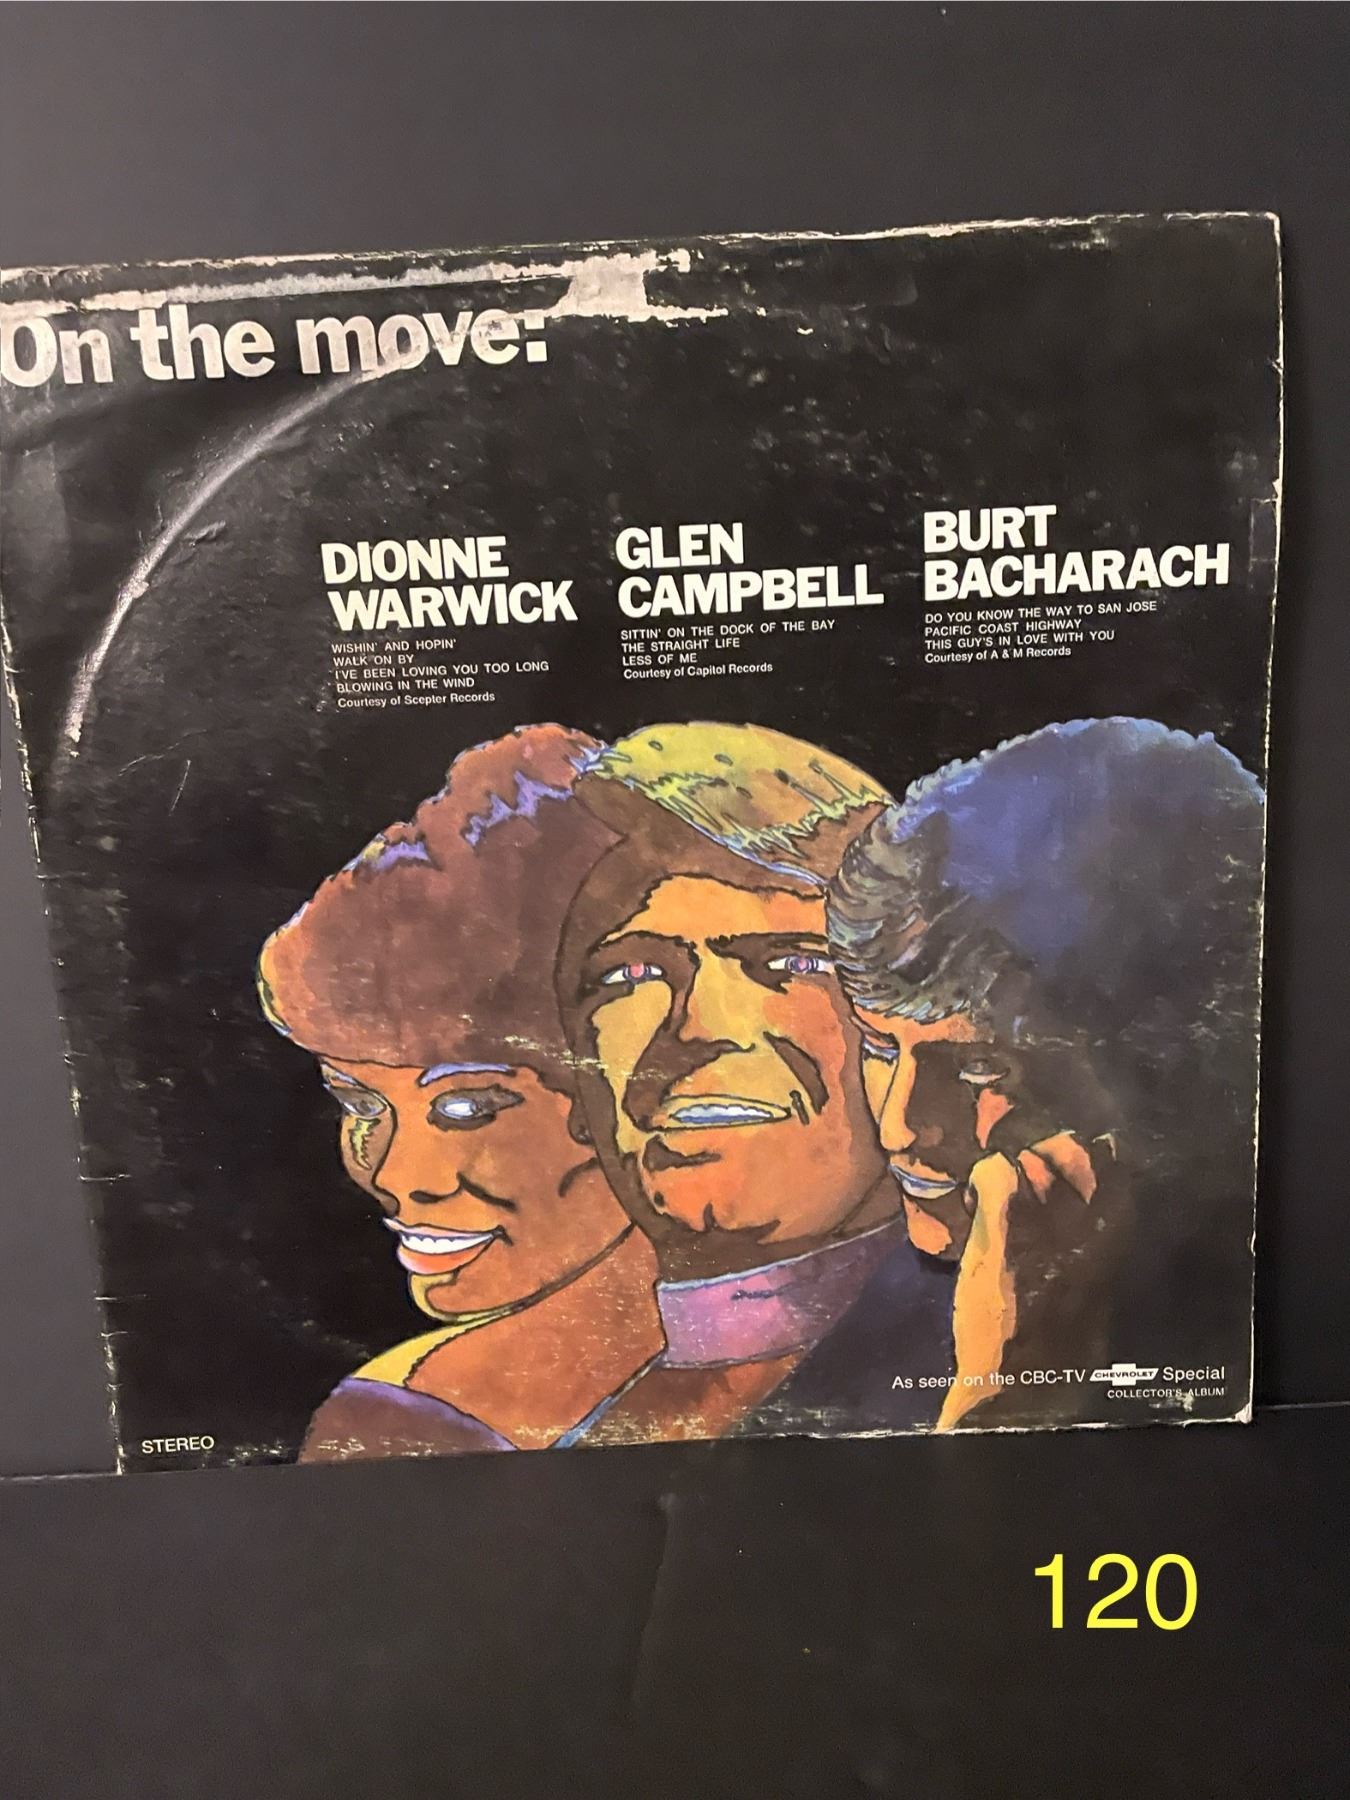 On the move:
DIONNE
WARWICK
WISHIN' AND HOPIN'
WALK ON BY
I'VE BEEN LOVING YOU TOO LONG
BLOWING IN THE WIND
Courtesy of Scepter Records
GLEN
CAMPBELL
SITTIN' ON THE DOCK OF THE BAY
THE STRAIGHT LIFE
LESS OF ME
Courtesy of Capitol Records
BURT
BACHARACH
DO YOU KNOW THE WAY TO SAN JOSE
PACIFIC COAST HIGHWAY
THIS GUY'S IN LOVE WITH YOU
Courtesy of A & M Records
As seen on the CBC-TV CHEVROLET Special
COLLECTOR'S ALBUM
STEREO
120